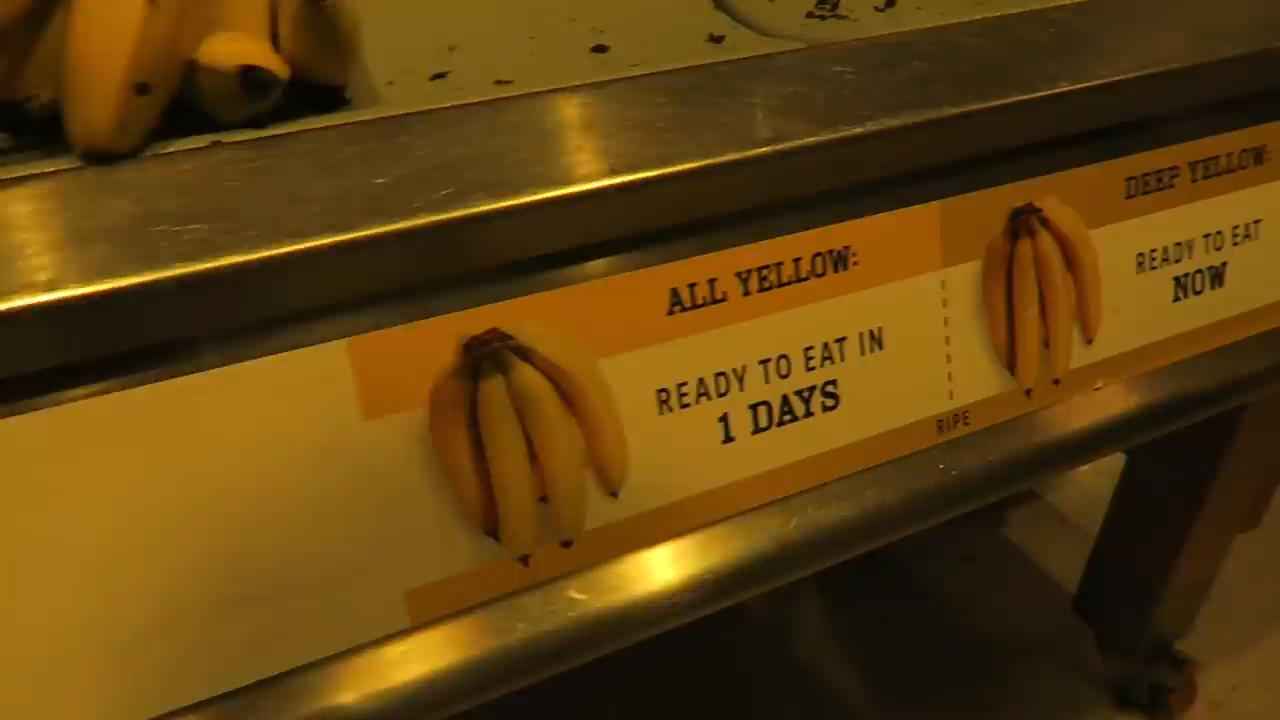 ALL YELLOW:
READY TO EAT IN
1 DAYS
DEEP YELLOW:
READY TO EAT
NOW
RIPE